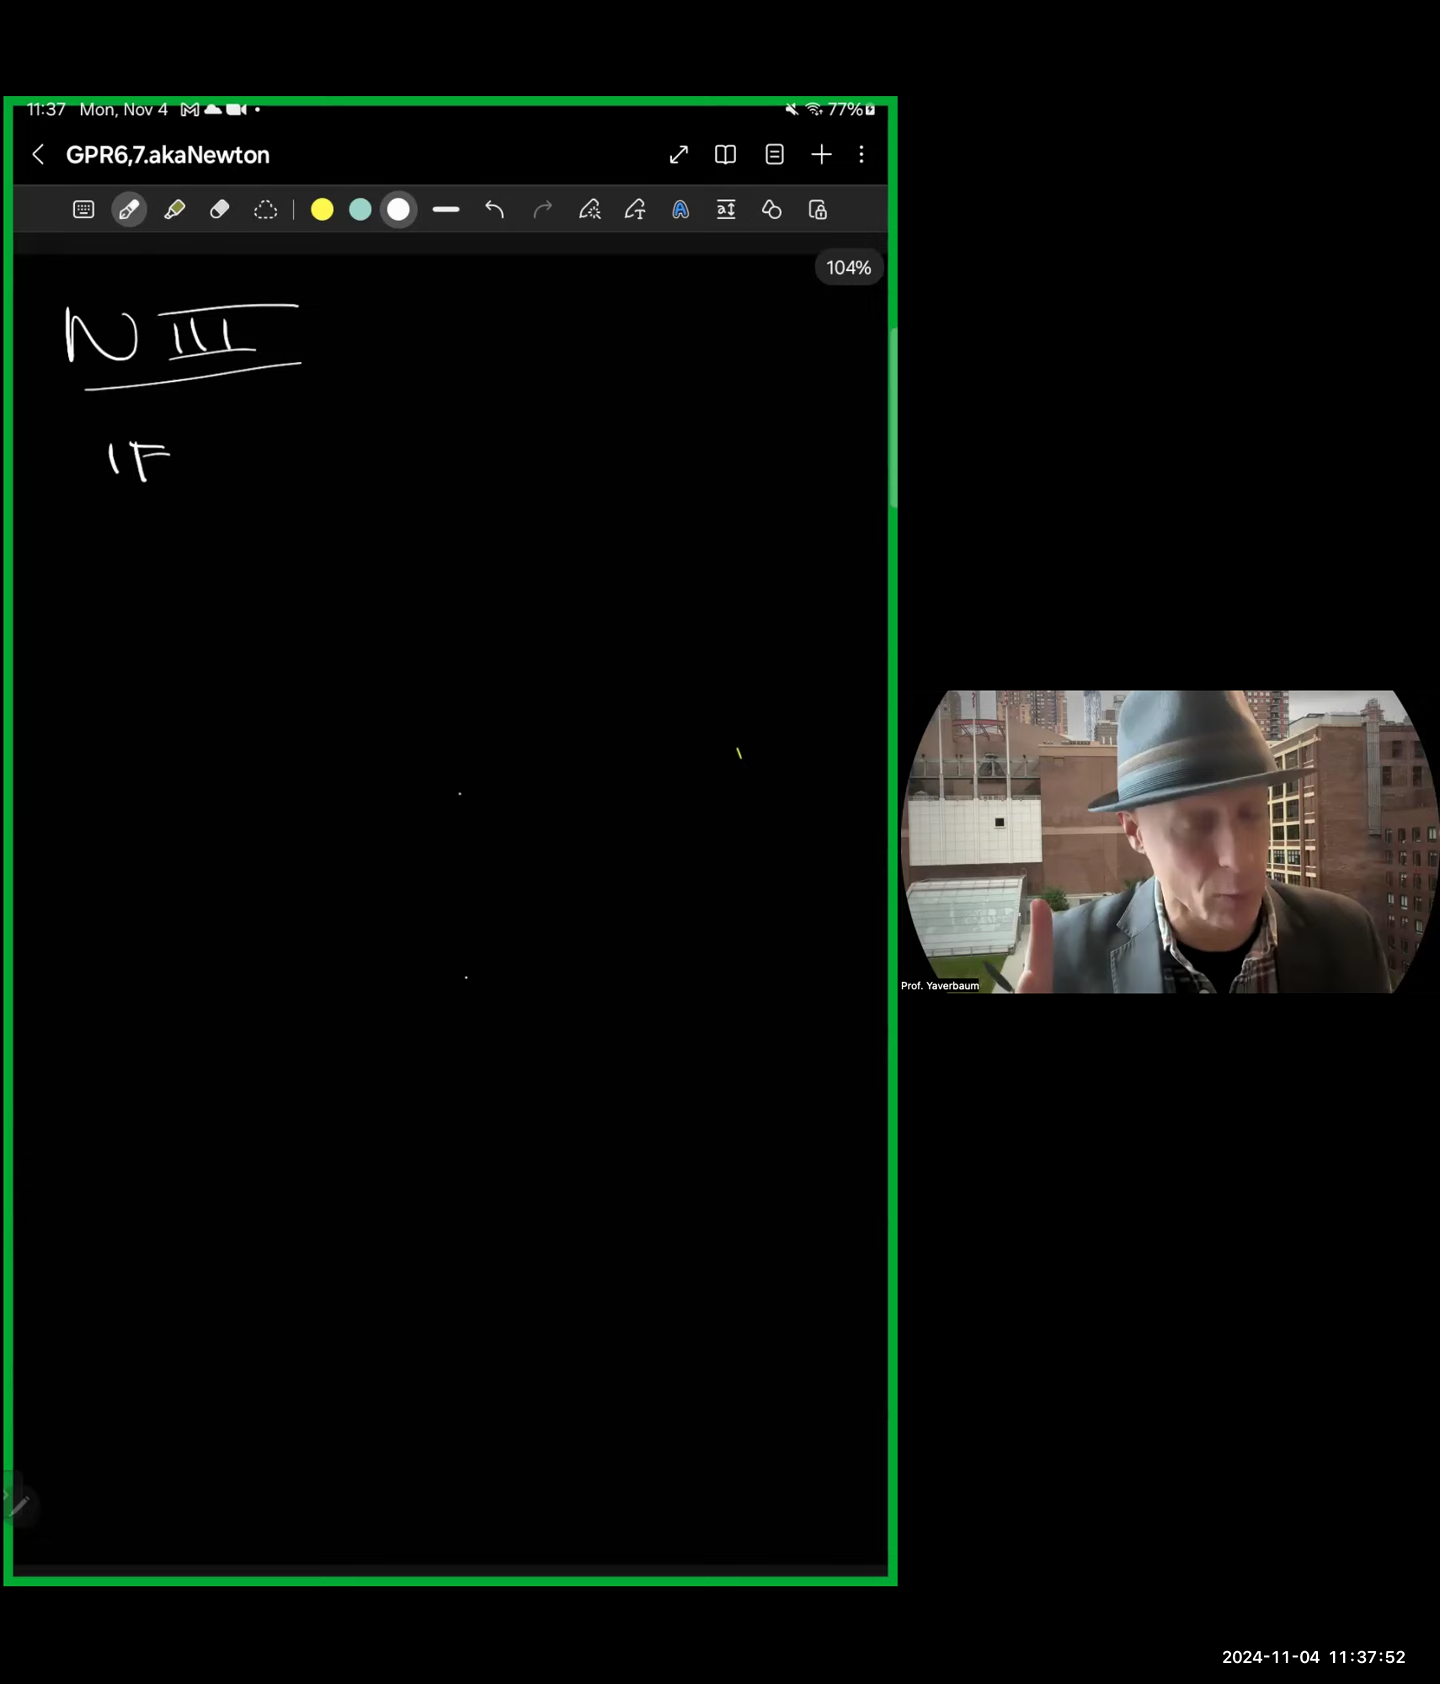 11:37 Mon, Nov 4 77%
GPR6,7.akaNewton
104%
N III
IF
Prof. Yaverbaum
2024-11-04 11:37:52